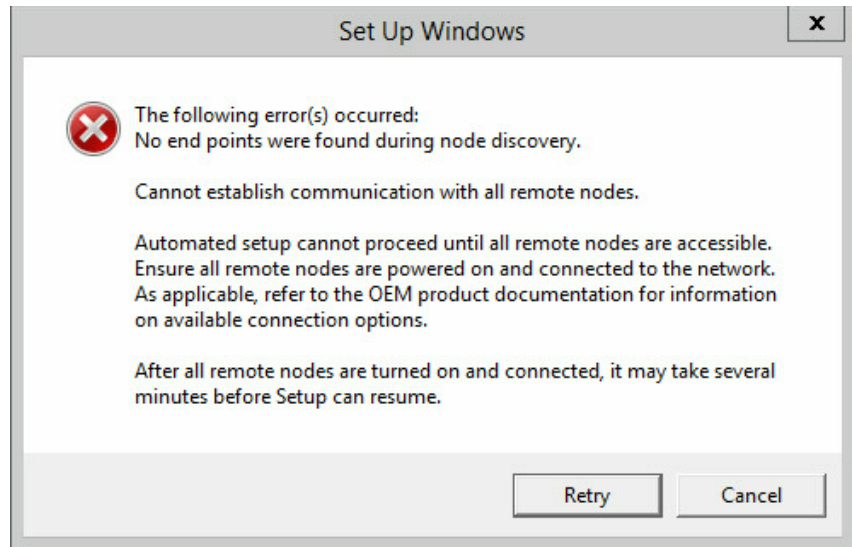 Set Up Windows
x
The following error(s) occurred:
No end points were found during node discovery.
Cannot establish communication with all remote nodes.
Automated setup cannot proceed until all remote nodes are accessible.
Ensure all remote nodes are powered on and connected to the network.
As applicable, refer to the OEM product documentation for information
on available connection options.
After all remote nodes are turned on and connected, it may take several
minutes before Setup can resume.
Retry
Cancel